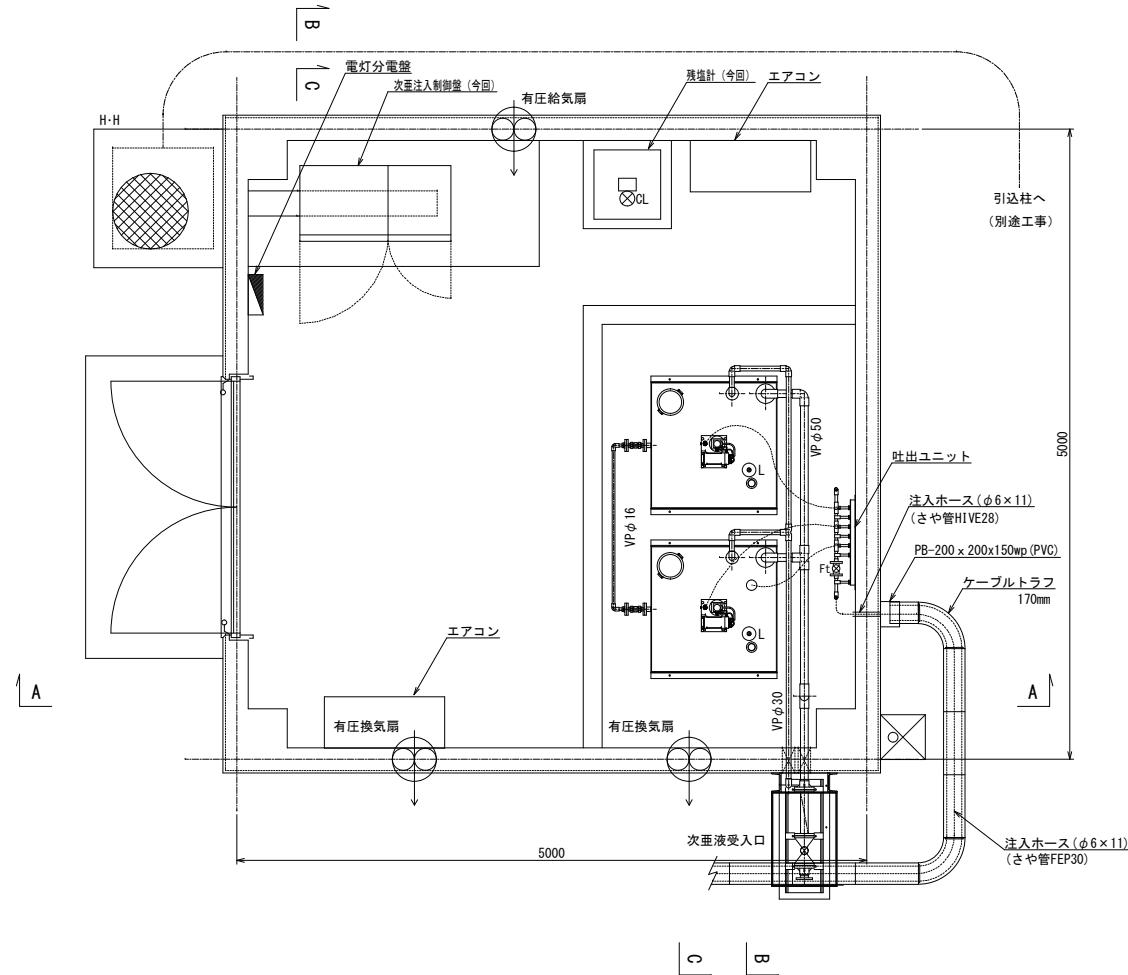 B
C
電灯分電盤
次亜注入制御盤(今回)
有圧給気扇
残塩計(今回)
エアコン
H・H
CL
引込柱へ
(別途工事)
5000
VPφ50
L
吐出ユニット
注入ホース(φ6×11)
(さや管HIVE28)
VPφ16
PB-200×200x150wp(PVC)
Ft
ケーブルトラフ
170mm
L
エアコン
A
A
VPφ30
有圧換気扇
有圧換気扇
次亜液受入口
5000
注入ホース(φ6×11)
(さや管FEP30)
C
B